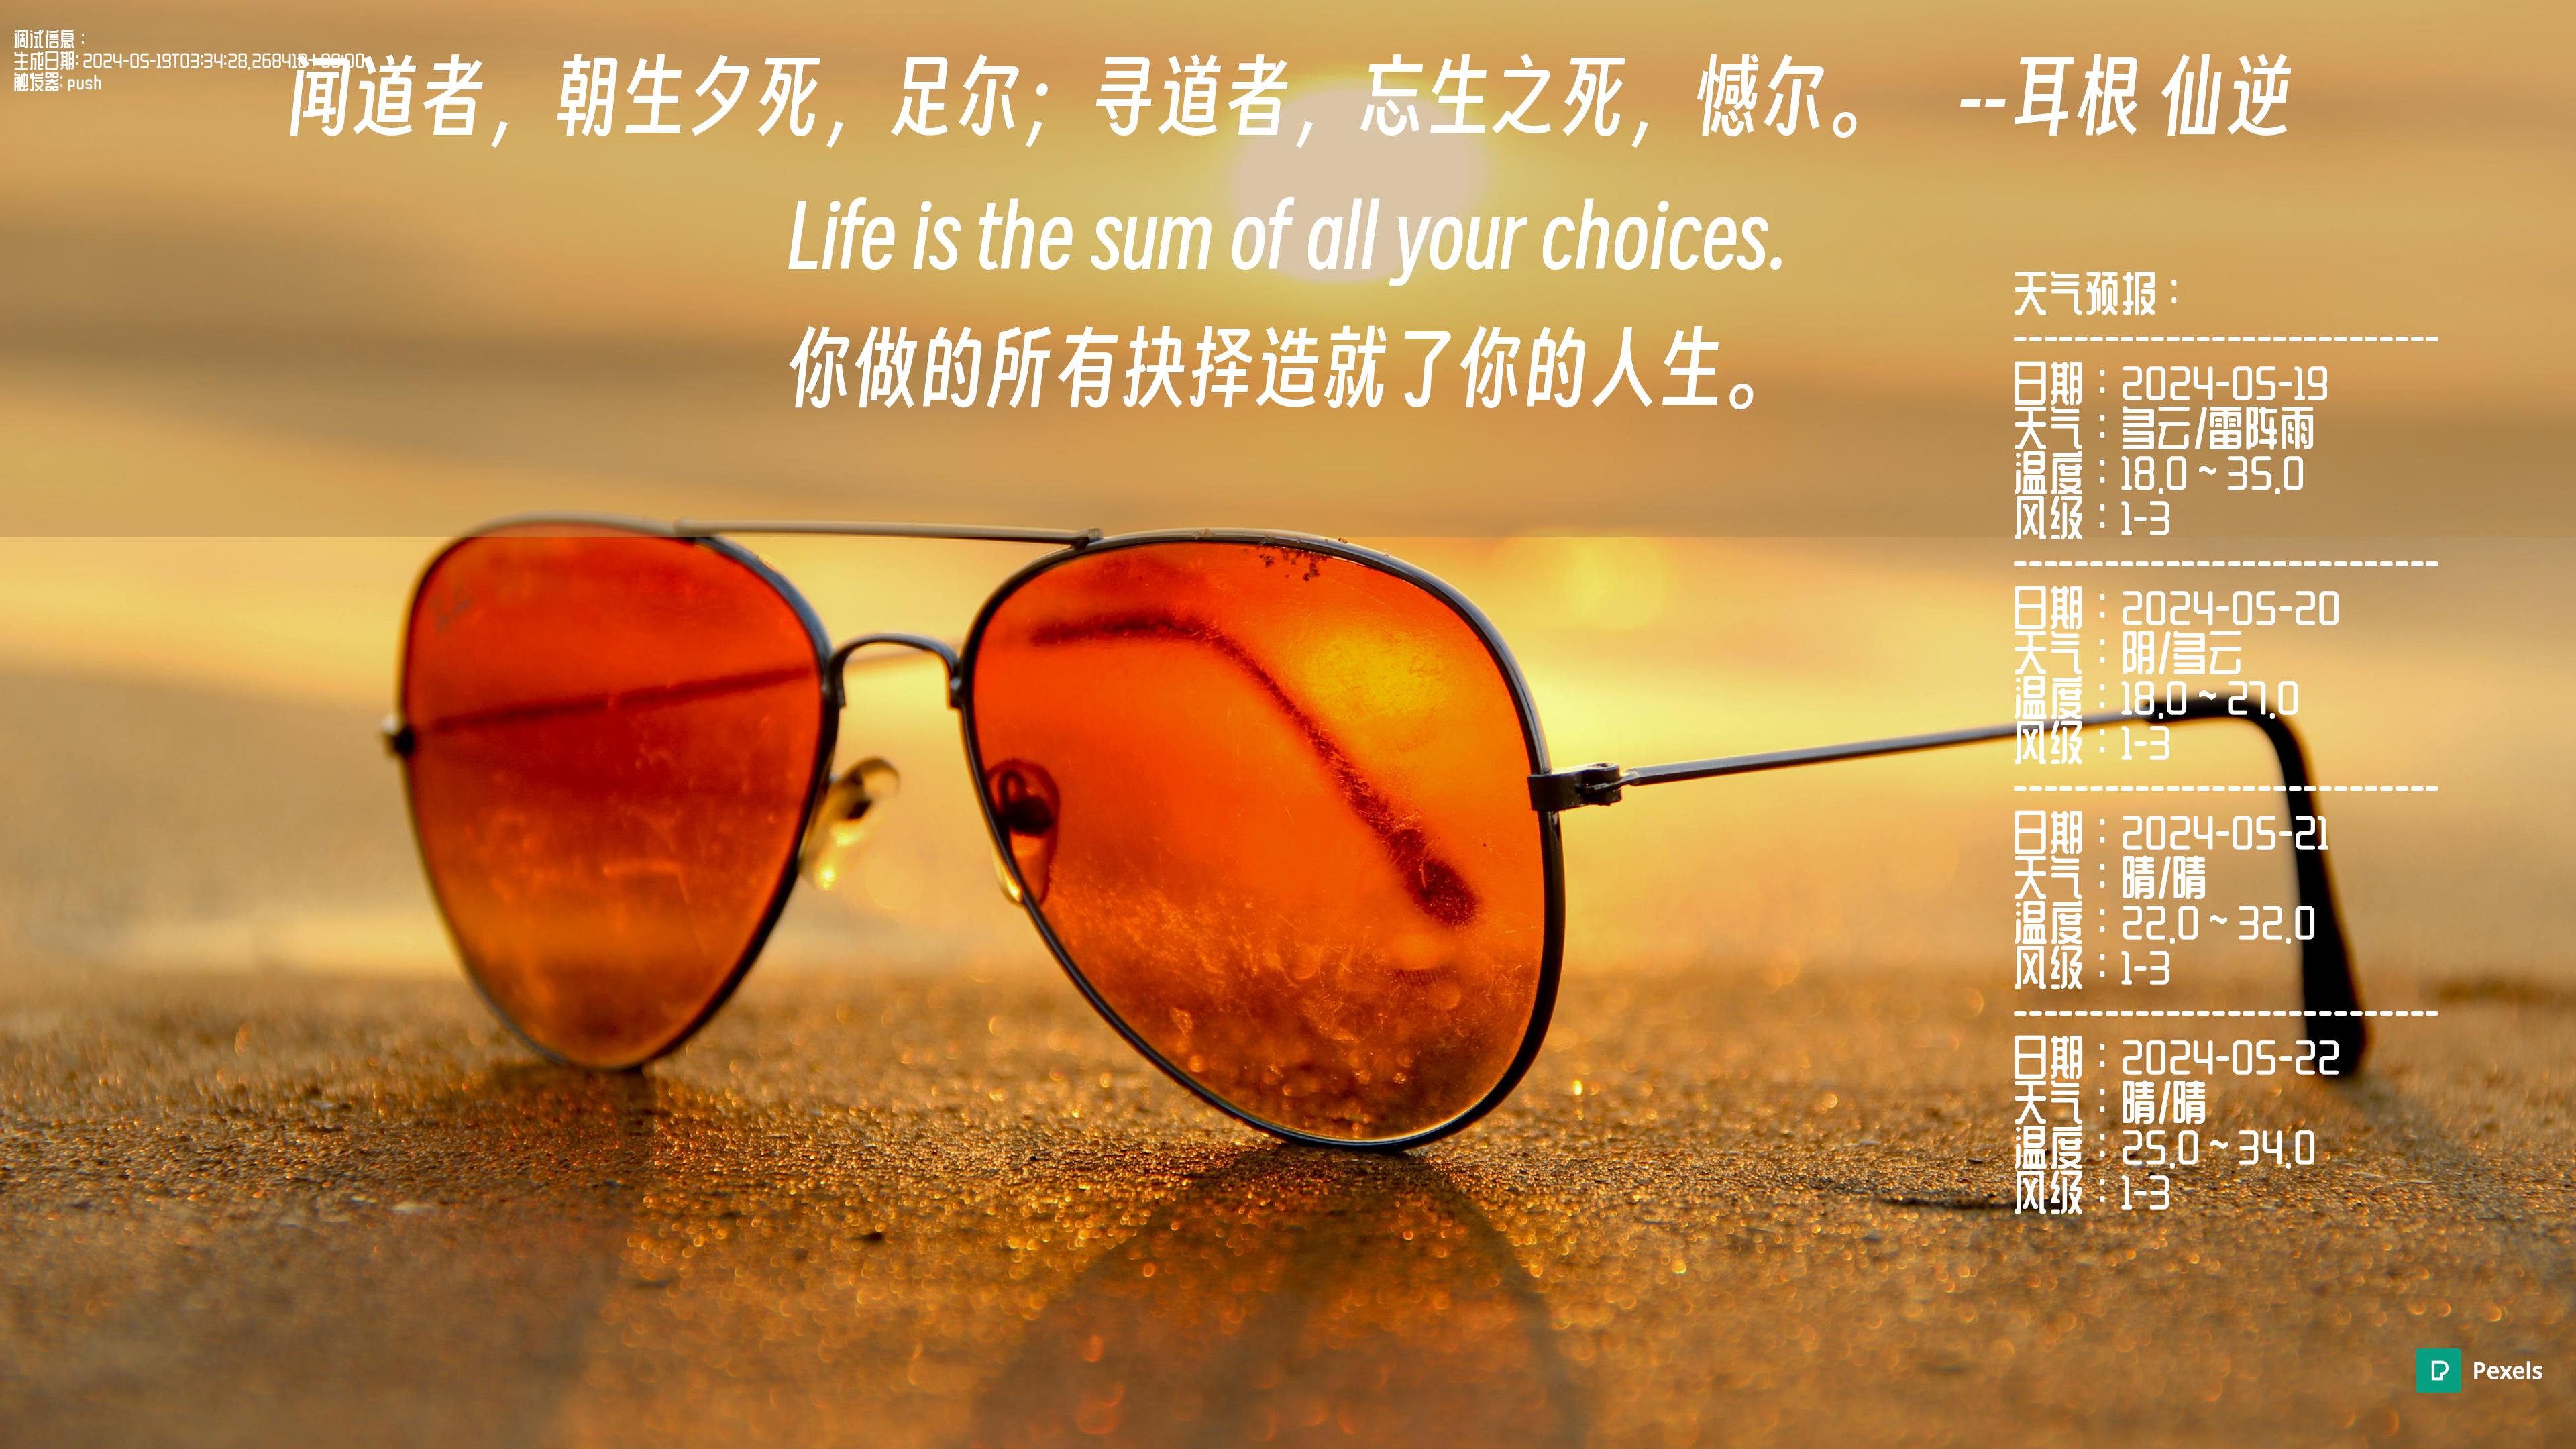 调试信息：
生成日期: 2024-05-19T03:34:28.268418+00:00
触发器: push
闻道者，朝生夕死，足尔；寻道者，忘生之死，憾尔。 --耳根 仙逆
Life is the sum of all your choices.
你做的所有抉择造就了你的人生。
天气预报：
----------------------------
日期：2024-05-19
天气：多云/雷阵雨
温度：18.0 ~ 35.0
风级：1-3
----------------------------
日期：2024-05-20
天气：阴/多云
温度：18.0 ~ 27.0
风级：1-3
----------------------------
日期：2024-05-21
天气：晴/晴
温度：22.0 ~ 32.0
风级：1-3
----------------------------
日期：2024-05-22
天气：晴/晴
温度：25.0 ~ 34.0
风级：1-3
Pexels